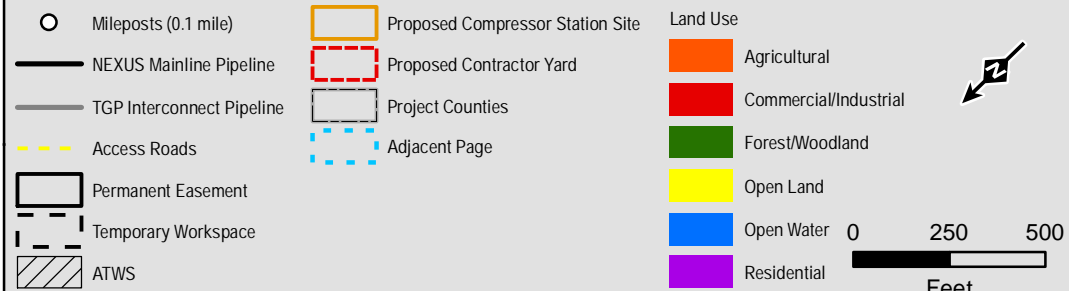 Mileposts (0.1 mile)
NEXUS Mainline Pipeline
TGP Interconnect Pipeline
Access Roads
Permanent Easement
Temporary Workspace
ATWS
Proposed Compressor Station Site
Proposed Contractor Yard
Project Counties
Adjacent Page
Land Use
Agricultural
Commercial/Industrial
Forest/Woodland
Open Land
Open Water
Residential
N
0 250 500
Feet